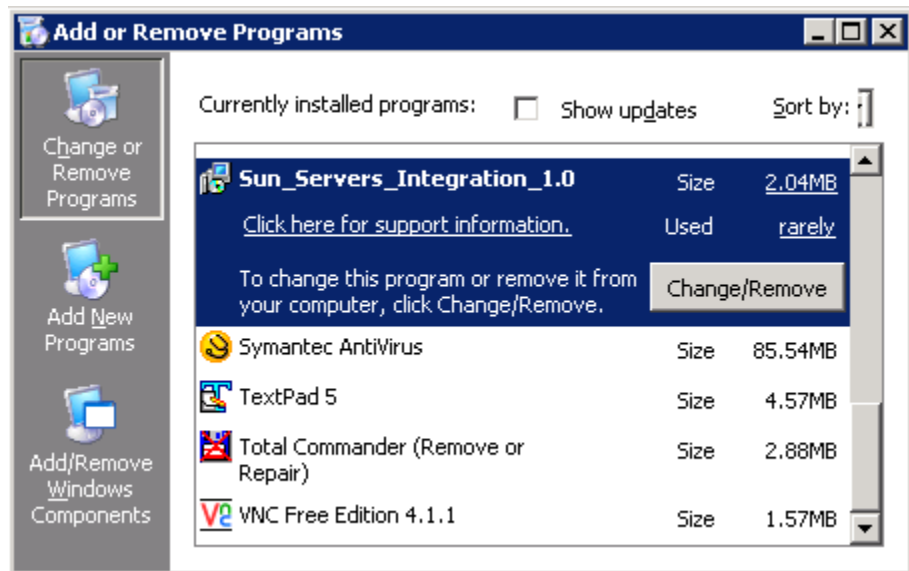 Add or Remove Programs
Change or
Remove
Programs
Add New
Programs
Add/Remove
Windows
Components
Currently installed programs:
Show updates
Sort by:
Sun_Servers_Integration_1.0
Size
2.04MB
Click here for support information.
Used
rarely
To change this program or remove it from
your computer, click Change/Remove.
Change/Remove
Symantec AntiVirus
Size
85.54MB
TextPad 5
Size
4.57MB
Total Commander (Remove or
Repair)
Size
2.88MB
VNC Free Edition 4.1.1
Size
1.57MB